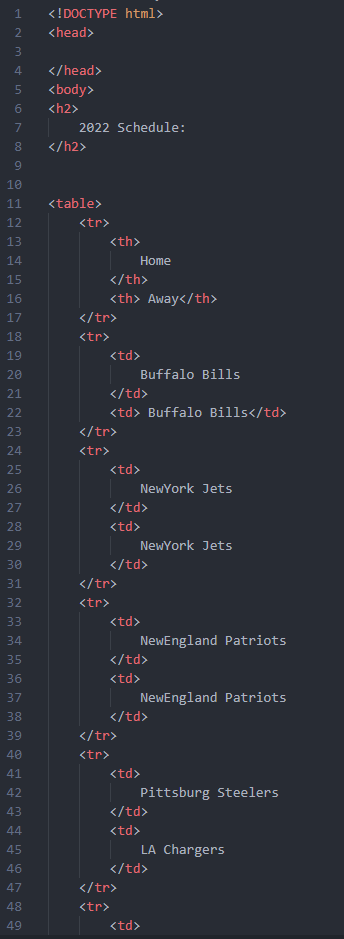 1 <!DOCTYPE html>
2 <head>
3
4 </head>
5 <body>
6 <h2>
7 2022 Schedule:
8 </h2>
9
10
11 <table>
12 <tr>
13 <th>
14 Home
15 </th>
16 <th> Away</th>
17 </tr>
18 <tr>
19 <td>
20 Buffalo Bills
21 </td>
22 <td> Buffalo Bills</td>
23 </tr>
24 <tr>
25 <td>
26 NewYork Jets
27 </td>
28 <td>
29 NewYork Jets
30 </td>
31 </tr>
32 <tr>
33 <td>
34 NewEngland Patriots
35 </td>
36 <td>
37 NewEngland Patriots
38 </td>
39 </tr>
40 <tr>
41 <td>
42 Pittsburg Steelers
43 </td>
44 <td>
45 LA Chargers
46 </td>
47 </tr>
48 <tr>
49 <td>